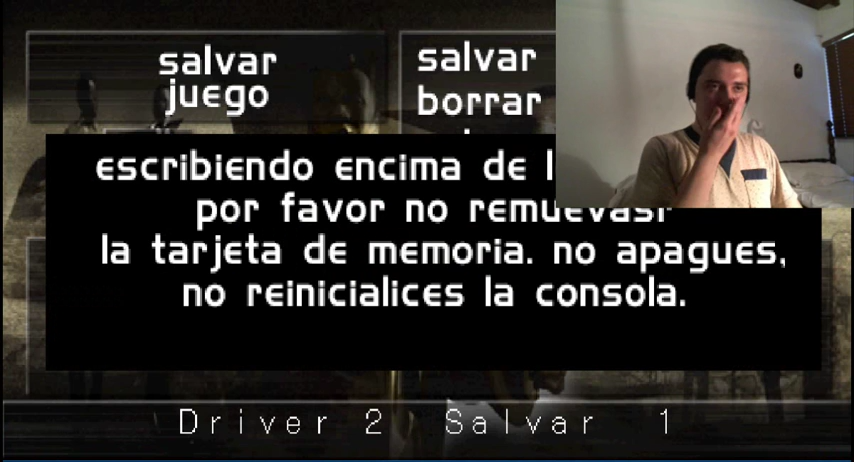 salvar
juego
salvar
borrar
escribiendo encima de
por favor no remuevas
la tarjeta de memoria. no apagues,
no reinicialices la consola.
Driver 2 Salvar 1